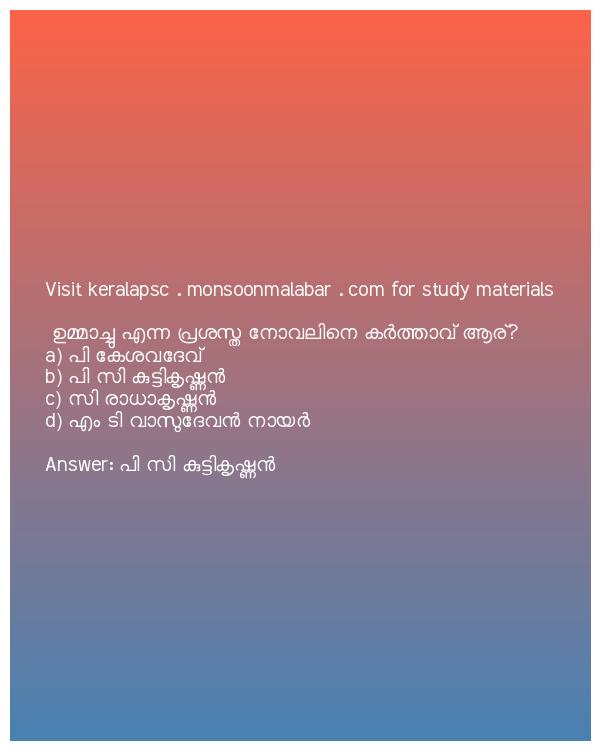 Visit keralapsc . monsoonmalabar . com for study materials
ഉമ്മാച്ചു എന്ന പ്രശസ്ത നോവലിനെ കർത്താവ് ആര്?
a) പി കേശവദേവ്
b) പി സി കുട്ടികൃഷ്ണൻ
c) സി രാധാകൃഷ്ണൻ
d) എം ടി വാസുദേവൻ നായർ
Answer: പി സി കുട്ടികൃഷ്ണൻ